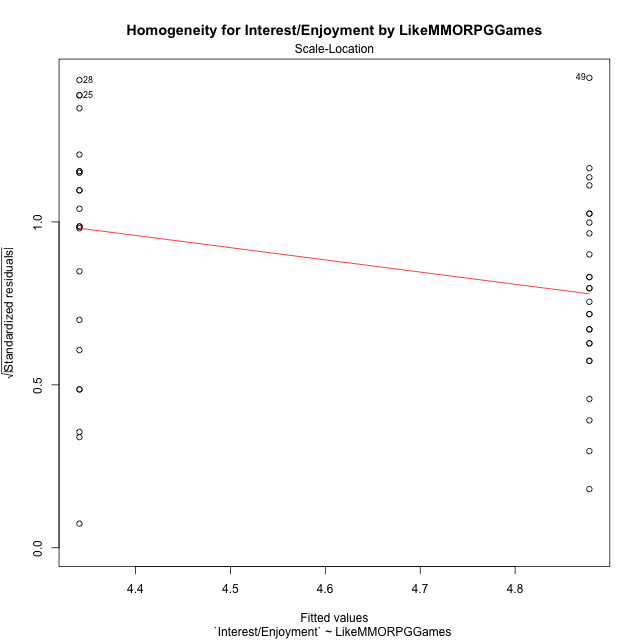 Homogeneity for Interest/Enjoyment by LikeMMORPGGames
Scale-Location
28
25
49
1.0
0.5
0.0
√|Standardized residuals|
4.4 4.5 4.6 4.7 4.8
Fitted values
`Interest/Enjoyment` ~ LikeMMORPGGames